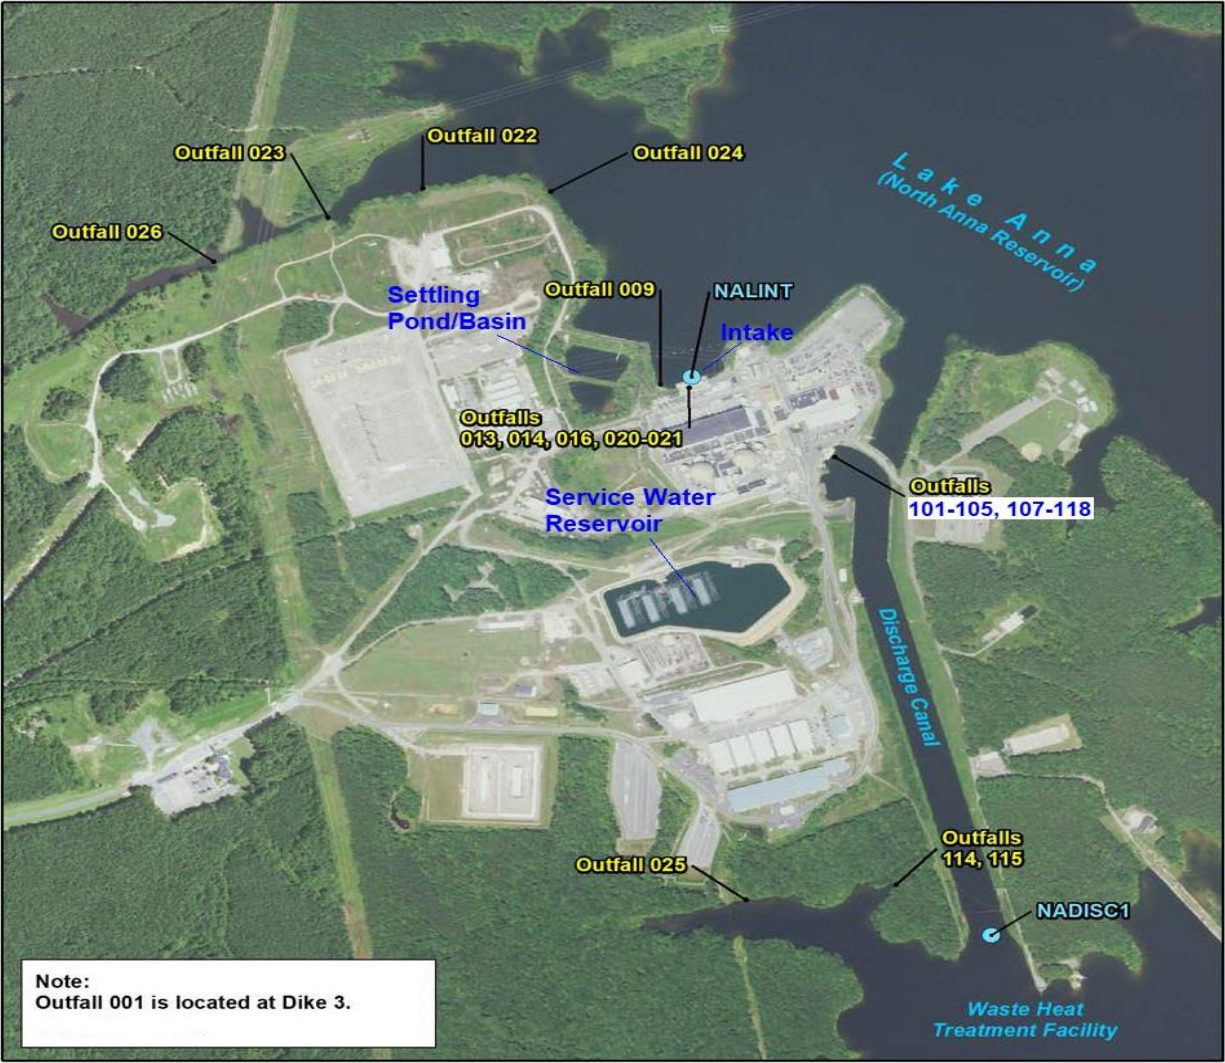 Outfall 022
Outfall 023
Outfall 024
Lake Anna
(North Anna Reservoir)
Outfall 026
Settling
Pond/Basin
Outfall 009
NALINT
Intake
Outfalls
013, 014, 016, 020-021
Service Water
Reservoir
Outfalls
101-105, 107-118
Discharge Canal
Outfalls
114, 115
Outfall 025
NADISC1
Note:
Outfall 001 is located at Dike 3.
Waste Heat
Treatment Facility